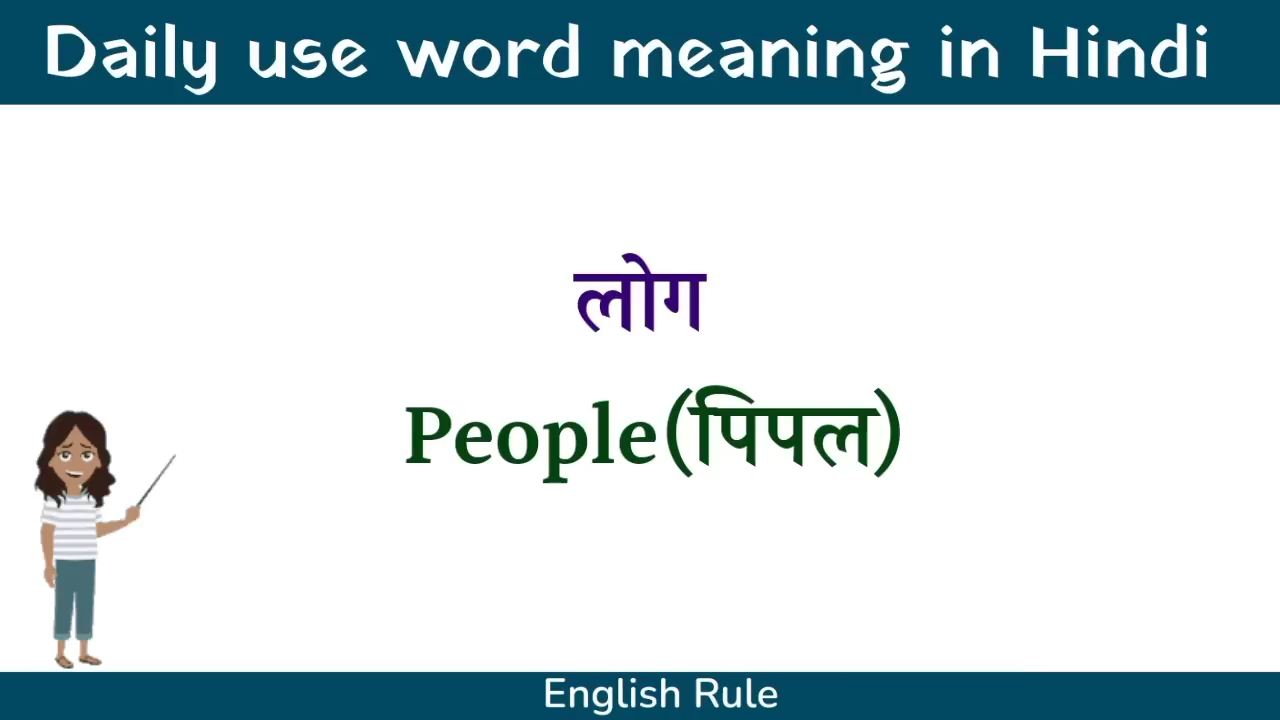 Daily use word meaning in Hindi
लोग
People(पिपल)
English Rule